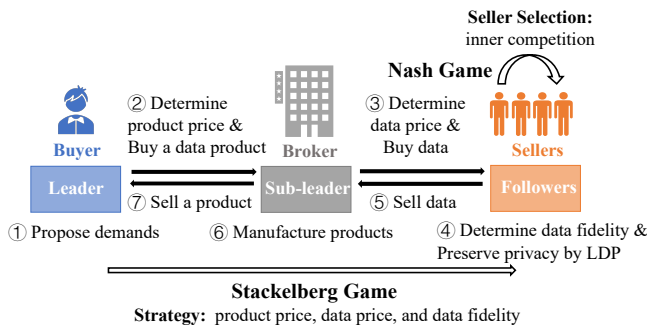 Seller Selection:
inner competition
Nash Game
② Determine
product price &
Buy a data product
③ Determine
data price &
Buy data
Buyer
Broker
Sellers
Leader
Sub-leader
Followers
⑦ Sell a product
⑤ Sell data
① Propose demands
⑥ Manufacture products
④ Determine data fidelity &
Preserve privacy by LDP
Stackelberg Game
Strategy: product price, data price, and data fidelity